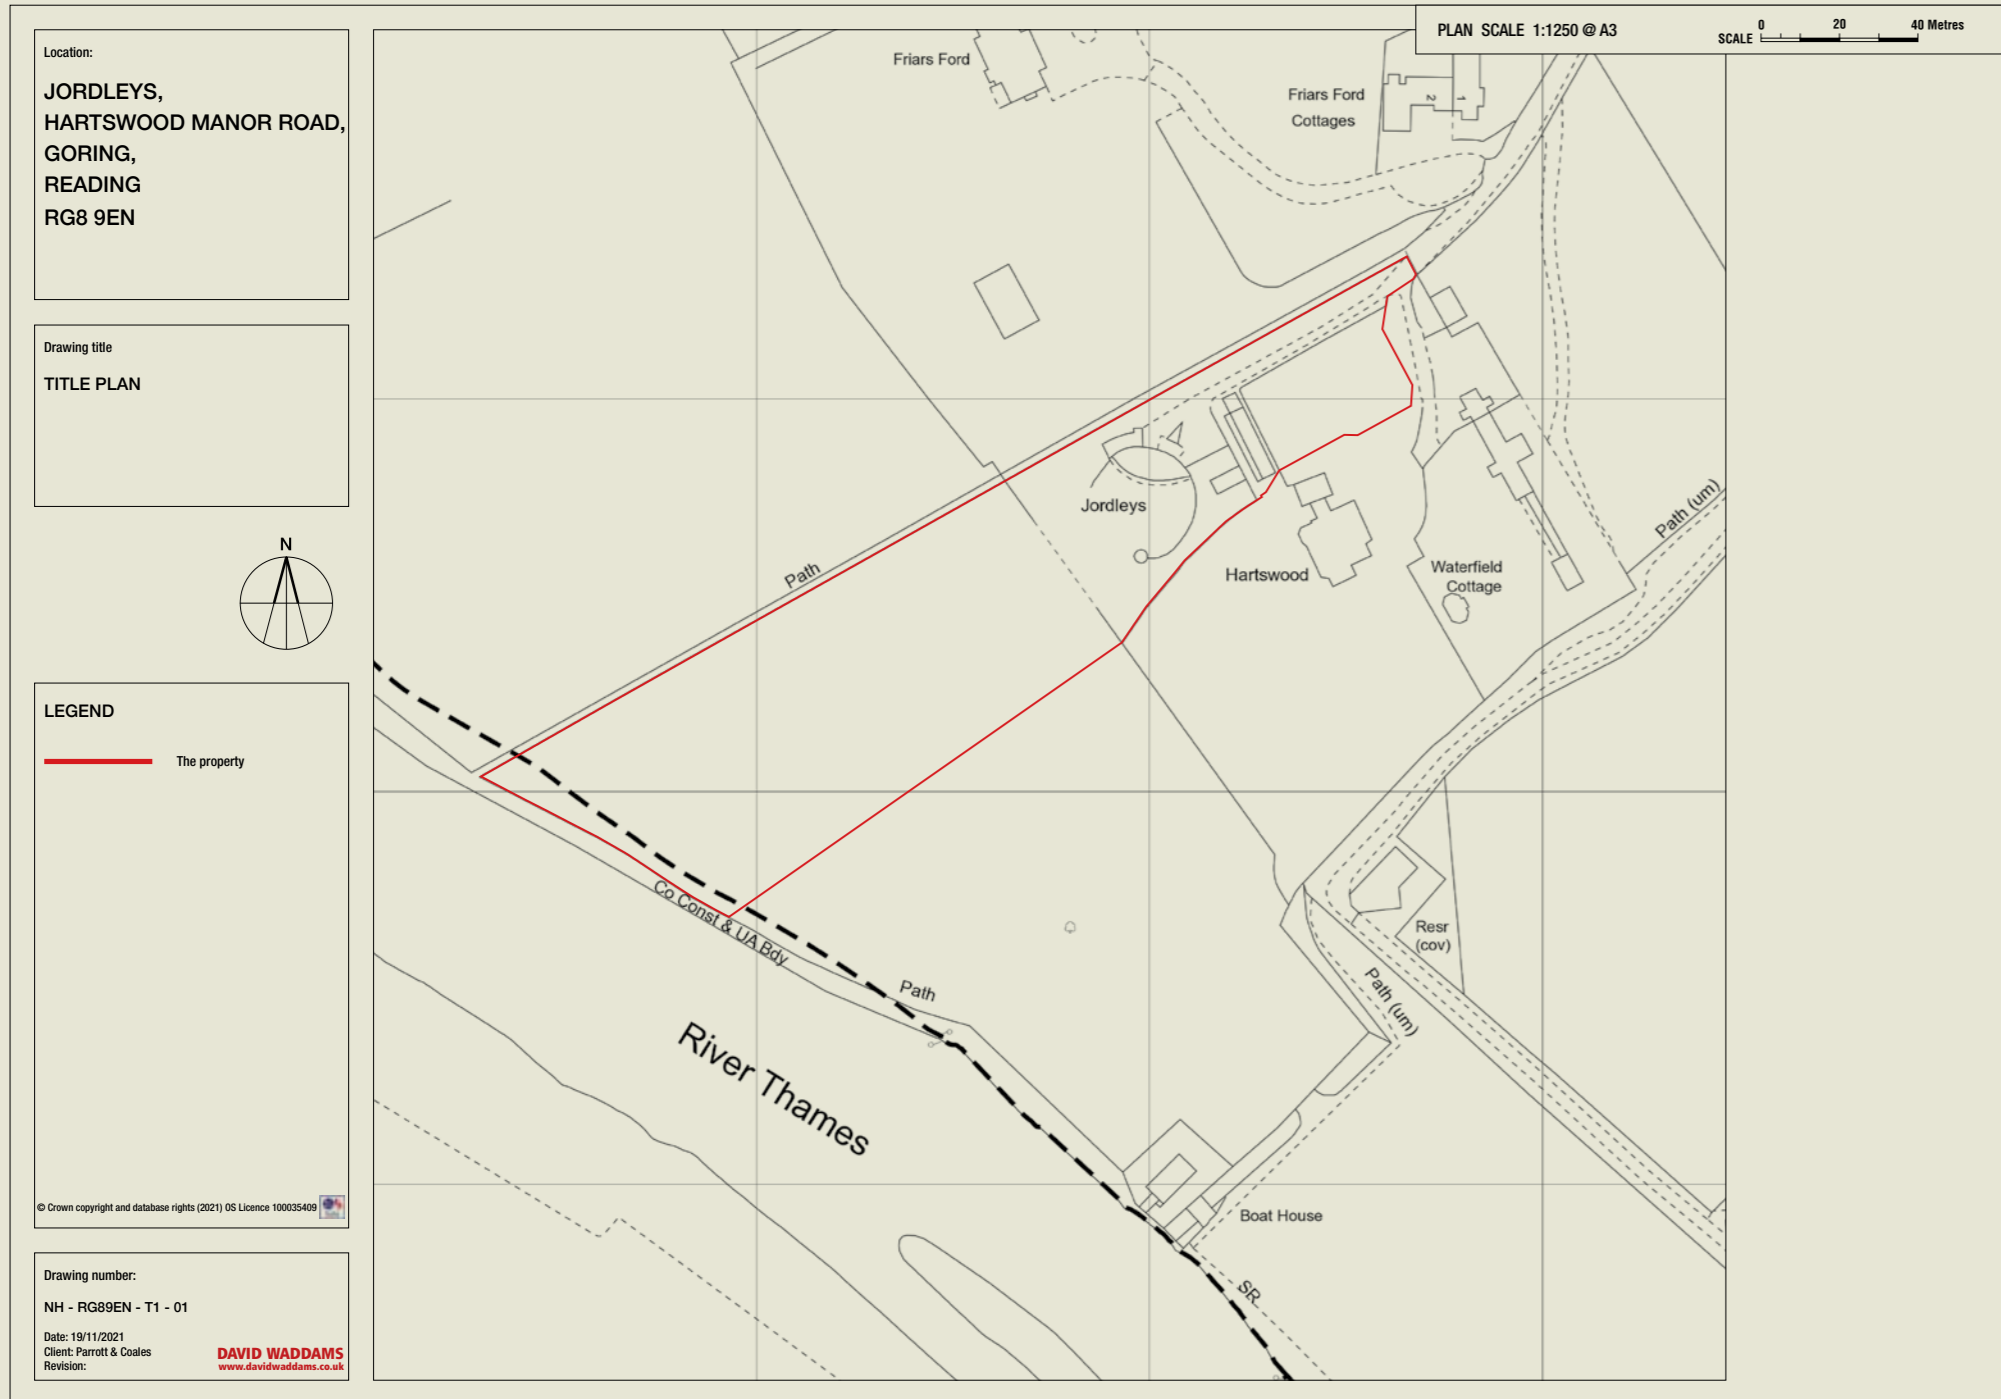 Location:
JORDLEYS,
HARTSWOOD MANOR ROAD,
GORING,
READING
RG8 9EN
Drawing title
TITLE PLAN
N
LEGEND
The property
© Crown copyright and database rights (2021) OS Licence 100035409
Drawing number:
NH - RG89EN - T1 - 01
Date: 19/11/2021
Client: Parrott & Coales
Revision:
DAVID WADDAMS
www.davidwaddams.co.uk
PLAN SCALE 1:1250 @ A3
SCALE
0 20 40 Metres
Friars Ford
Friars Ford
Cottages
2 1
Jordleys
Path
Hartswood
Waterfield
Cottage
Path (um)
Co Const & UA Bdy
Path
Resr
(cov)
Path (um)
River Thames
Boat House
SR